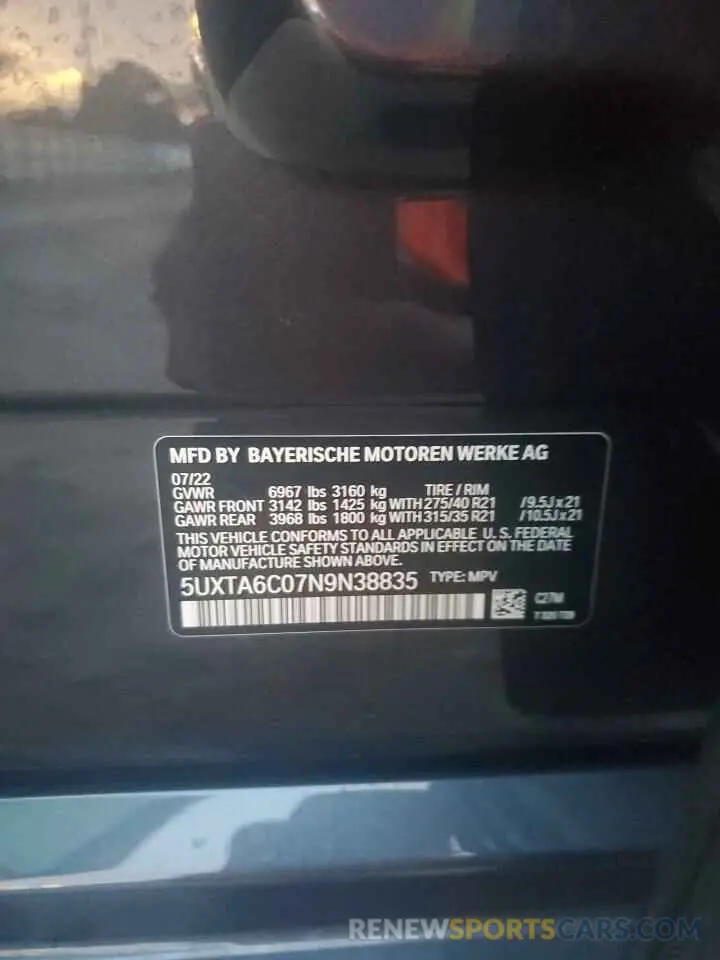 MFD BY BAYERISCHE MOTOREN WERKE AG
07/22
GVWR 6967 lbs 3160 kg TIRE / RIM
GAWR FRONT 3142 lbs 1425 kg WITH 275/40 R21 /9.5J x 21
GAWR REAR 3968 lbs 1800 kg WITH 315/35 R21 /10.5J x 21
THIS VEHICLE CONFORMS TO ALL APPLICABLE U. S. FEDERAL
MOTOR VEHICLE SAFETY STANDARDS IN EFFECT ON THE DATE
OF MANUFACTURE SHOWN ABOVE.
5UXTA6C07N9N38835 TYPE: MPV
C27M
RENEWSPORTSCARS.COM